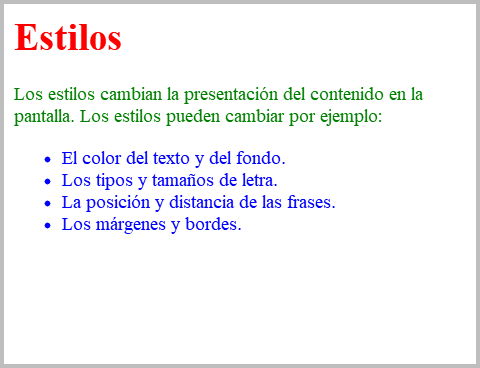 Estilos
Los estilos cambian la presentación del contenido en la
pantalla. Los estilos pueden cambiar por ejemplo:
• El color del texto y del fondo.
• Los tipos y tamaños de letra.
• La posición y distancia de las frases.
• Los márgenes y bordes.